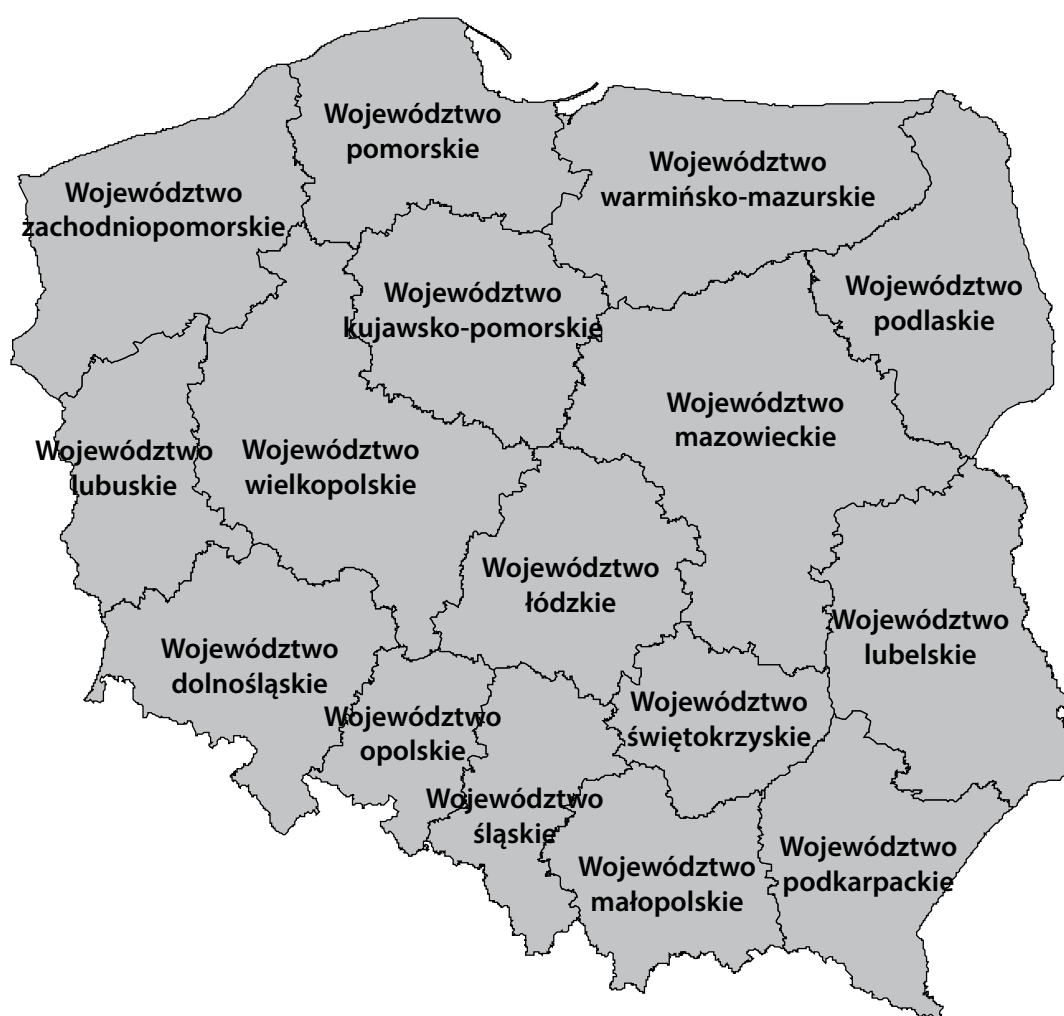 Województwo
pomorskie
Województwo
warmińsko-mazurskie
Województwo
zachodniopomorskie
Województwo
kujawsko-pomorskie
Województwo
podlaskie
Województwo
mazowieckie
Województwo
lubuskie
Województwo
wielkopolskie
Województwo
łódzkie
Województwo
lubelskie
Województwo
dolnośląskie
Województwo
opolskie
Województwo
świętokrzyskie
Województwo
śląskie
Województwo
małopolskie
Województwo
podkarpackie